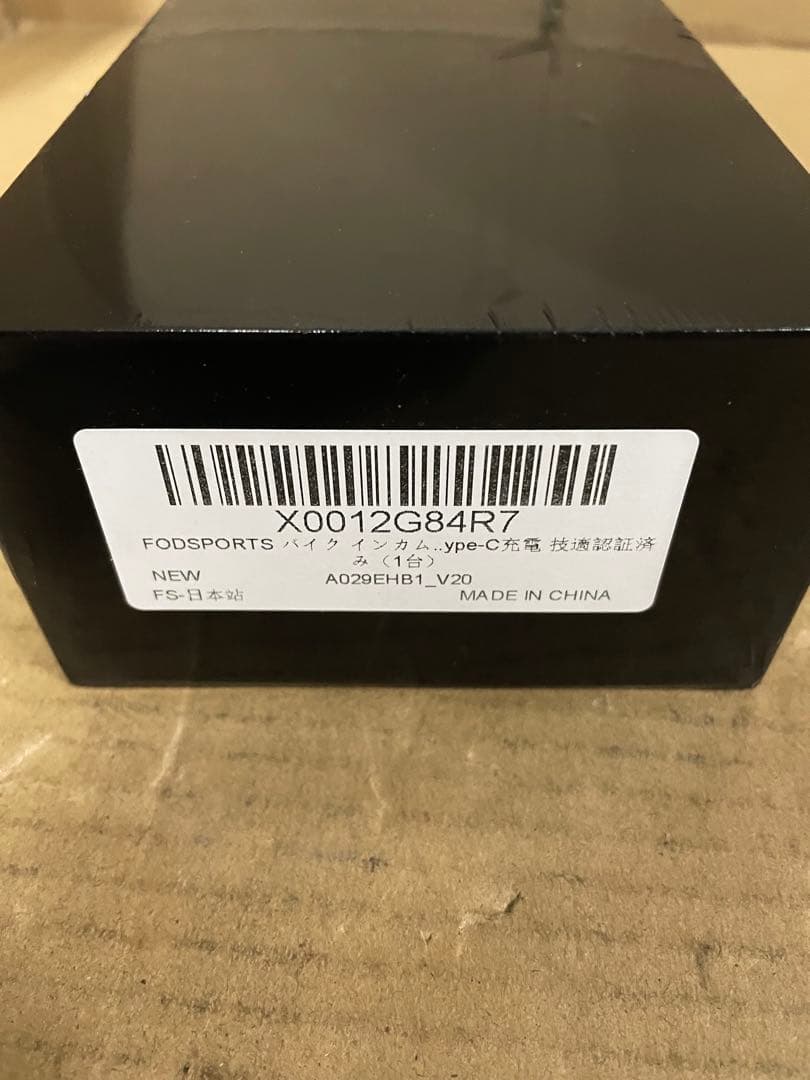 X0012G84R7
FODSPORTS バイク インカム..ype-C充電 技適認証済
み（1台）
NEW A029EHB1_V20
FS-日本站 MADE IN CHINA